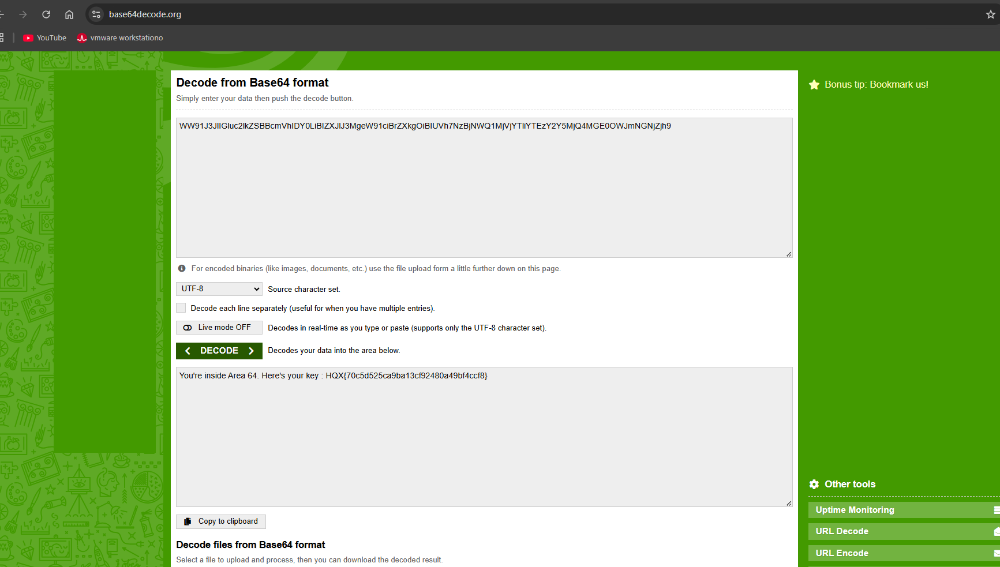 base64decode.org
YouTube
vmware workstationo
Decode from Base64 format
Simply enter your data then push the decode button.
Bonus tip: Bookmark us!
WW91J3JlIGluc2lkZSBBcmVhIDY0LiBIZXJlJ3MgeW91ciBrZXkgOiBIUVh7NzBjNWQ1MjVjYTliYTEzY2Y5MjQ4MGE0OWJmNGNjZjh9
For encoded binaries (like images, documents, etc.) use the file upload form a little further down on this page.
UTF-8 Source character set.
Decode each line separately (useful for when you have multiple entries).
Live mode OFF Decodes in real-time as you type or paste (supports only the UTF-8 character set).
DECODE Decodes your data into the area below.
You're inside Area 64. Here's your key : HQX{70c5d525ca9ba13cf92480a49bf4ccf8}
Other tools
Uptime Monitoring
Copy to clipboard
URL Decode
Decode files from Base64 format
URL Encode
Select a file to upload and process, then you can download the decoded result.